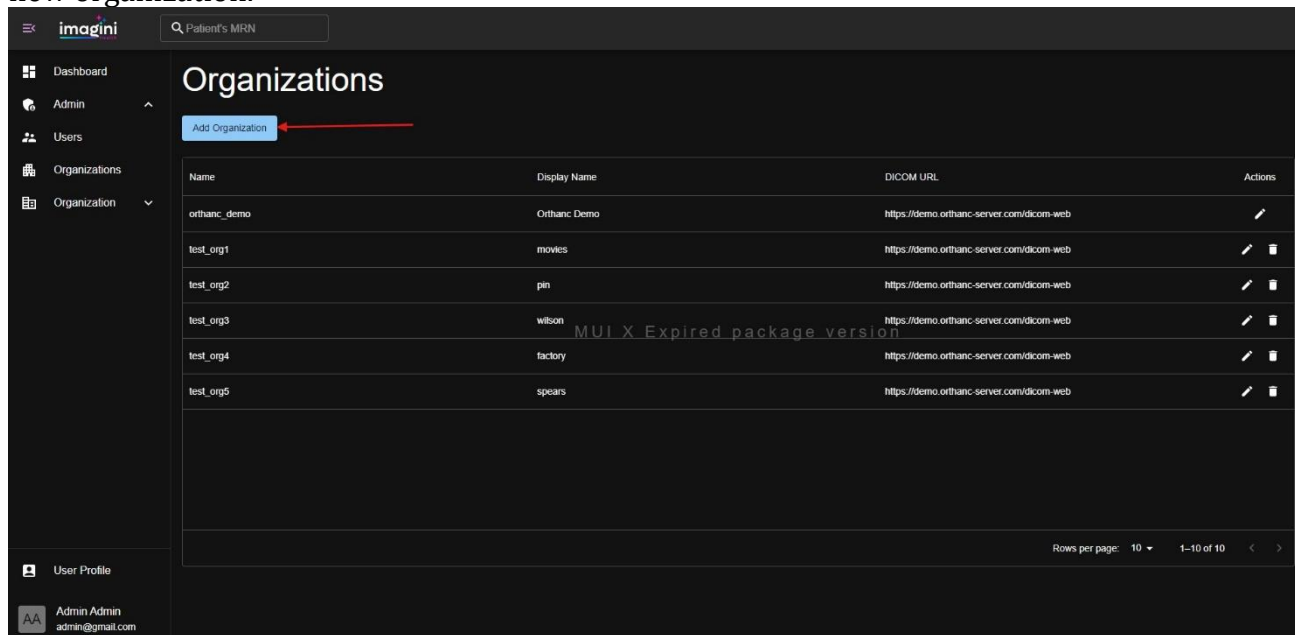 imagini
Patient's MRN
Dashboard
Admin
Users
Organizations
Organization
Organizations
Add Organization
Name Display Name DICOM URL Actions
orthanc_demo Orthanc Demo https://demo.orthanc-server.com/dicom-web
test_org1 movies https://demo.orthanc-server.com/dicom-web
test_org2 pin https://demo.orthanc-server.com/dicom-web
test_org3 wilson https://demo.orthanc-server.com/dicom-web
MUI X Expired package version
test_org4 factory https://demo.orthanc-server.com/dicom-web
test_org5 spears https://demo.orthanc-server.com/dicom-web
Rows per page: 10 1–10 of 10
User Profile
AA
Admin Admin
admin@gmail.com